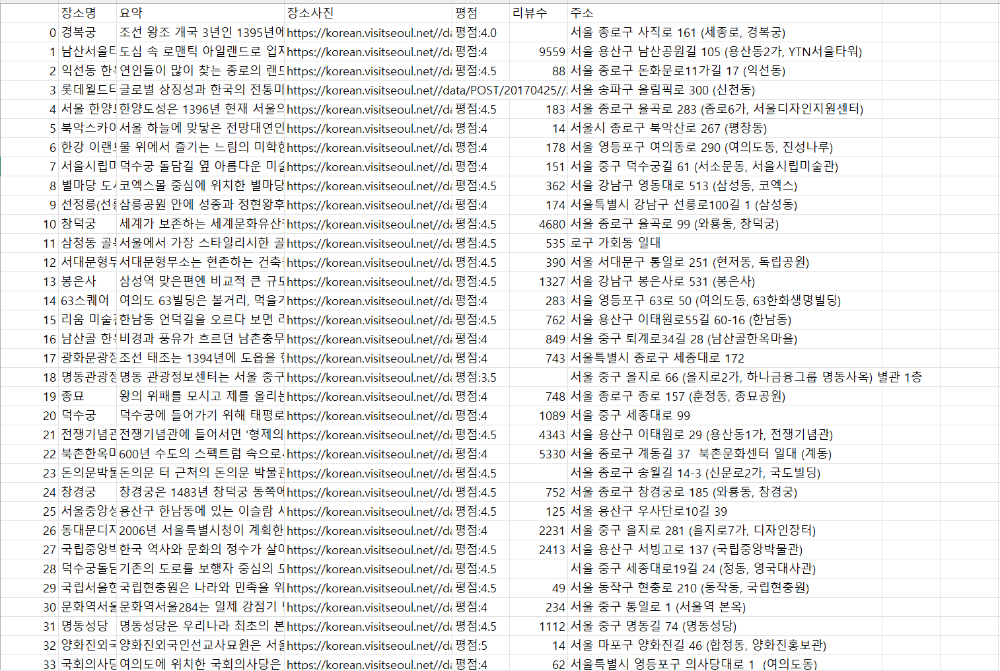 장소명 요약 장소사진 평점 리뷰수 주소
0 경복궁 조선 왕조 개국 3년인 1395년에 https://korean.visitseoul.net//da 평점:4.0 서울 종로구 사직로 161 (세종로, 경복궁)
1 남산서울타 도심 속 로맨틱 아일랜드로 입지 https://korean.visitseoul.net//da 평점:4 9559 서울 용산구 남산공원길 105 (용산동2가, YTN서울타워)
2 익선동 한옥 연인들이 많이 찾는 종로의 랜드 https://korean.visitseoul.net//da 평점:4.5 88 서울 종로구 돈화문로11가길 17 (익선동)
3 롯데월드타 글로벌 상징성과 한국의 전통미 https://korean.visitseoul.net//data/POST/20170425// 서울 송파구 올림픽로 300 (신천동)
4 서울 한양도 한양도성은 1396년 현재 서울의 https://korean.visitseoul.net//da 평점:4.5 183 서울 종로구 율곡로 283 (종로6가, 서울디자인지원센터)
5 북악스카이 서울 하늘에 맞닿은 전망대연인 https://korean.visitseoul.net//da 평점:4 14 서울시 종로구 북악산로 267 (평창동)
6 한강 이랜드 물 위에서 즐기는 느림의 미학한 https://korean.visitseoul.net//da 평점:4 178 서울 영등포구 여의동로 290 (여의도동, 진성나루)
7 서울시립미 덕수궁 돌담길 옆 아름다운 미술 https://korean.visitseoul.net//da 평점:4 151 서울 중구 덕수궁길 61 (서소문동, 서울시립미술관)
8 별마당 도서 코엑스몰 중심에 위치한 별마당 https://korean.visitseoul.net//da 평점:4.5 362 서울 강남구 영동대로 513 (삼성동, 코엑스)
9 선정릉(선릉 삼릉공원 안에 성종과 정현왕후 https://korean.visitseoul.net//da 평점:4.5 174 서울특별시 강남구 선릉로100길 1 (삼성동)
10 창덕궁 세계가 보존하는 세계문화유산 https://korean.visitseoul.net//da 평점:4.5 4680 서울 종로구 율곡로 99 (와룡동, 창덕궁)
11 삼청동 골목 서울에서 가장 스타일리시한 골 https://korean.visitseoul.net//da 평점:4.5 535 로구 가회동 일대
12 서대문형무 서대문형무소는 현존하는 건축 https://korean.visitseoul.net//da 평점:4.5 390 서울 서대문구 통일로 251 (현저동, 독립공원)
13 봉은사 삼성역 맞은편엔 비교적 큰 규모 https://korean.visitseoul.net//da 평점:4.5 1327 서울 강남구 봉은사로 531 (봉은사)
14 63스퀘어 여의도 63빌딩은 볼거리, 먹을거 https://korean.visitseoul.net//da 평점:4 283 서울 영등포구 63로 50 (여의도동, 63한화생명빌딩)
15 리움 미술관 한남동 언덕길을 오르다 보면 리 https://korean.visitseoul.net//da 평점:4.5 762 서울 용산구 이태원로55길 60-16 (한남동)
16 남산골 한옥 비경과 풍유가 흐르던 남촌충무 https://korean.visitseoul.net//da 평점:4 849 서울 중구 퇴계로34길 28 (남산골한옥마을)
17 광화문광장 조선 태조는 1394년에 도읍을 한 https://korean.visitseoul.net//da 평점:4 743 서울특별시 종로구 세종대로 172
18 명동관광정 명동 관광정보센터는 서울 중구 https://korean.visitseoul.net//da 평점:3.5 서울 중구 을지로 66 (을지로2가, 하나금융그룹 명동사옥) 별관 1층
19 종묘 왕의 위패를 모시고 제를 올리는 https://korean.visitseoul.net//da 평점:4 748 서울 종로구 종로 157 (훈정동, 종묘공원)
20 덕수궁 덕수궁에 들어가기 위해 태평로 https://korean.visitseoul.net//da 평점:4 1089 서울 중구 세종대로 99
21 전쟁기념관 전쟁기념관에 들어서면 '형제의 https://korean.visitseoul.net//da 평점:4.5 4343 서울 용산구 이태원로 29 (용산동1가, 전쟁기념관)
22 북촌한옥마 600년 수도의 스펙트럼 속으로 https://korean.visitseoul.net//da 평점:4 5330 서울 종로구 계동길 37 북촌문화센터 일대 (계동)
23 돈의문박물 돈의문 터 근처의 돈의문 박물관 https://korean.visitseoul.net//da 평점:4.5 서울 종로구 송월길 14-3 (신문로2가, 국도빌딩)
24 창경궁 창경궁은 1483년 창덕궁 동쪽에 https://korean.visitseoul.net//da 평점:4.5 752 서울 종로구 창경궁로 185 (와룡동, 창경궁)
25 서울중앙성 용산구 한남동에 있는 이슬람 사 https://korean.visitseoul.net//da 평점:4.5 125 서울 용산구 우사단로10길 39
26 동대문디자 2006년 서울특별시청이 계획한 https://korean.visitseoul.net//da 평점:4 2231 서울 중구 을지로 281 (을지로7가, 디자인장터)
27 국립중앙박 한국 역사와 문화의 정수가 살아 https://korean.visitseoul.net//da 평점:4.5 2413 서울 용산구 서빙고로 137 (국립중앙박물관)
28 덕수궁돌담 기존의 도로를 보행자 중심의 도 https://korean.visitseoul.net//da 평점:4.5 서울 중구 세종대로19길 24 (정동, 영국대사관)
29 국립서울현 국립현충원은 나라와 민족을 위 https://korean.visitseoul.net//da 평점:4.5 49 서울 동작구 현충로 210 (동작동, 국립현충원)
30 문화역서울 문화역서울284는 일제 강점기 https://korean.visitseoul.net//da 평점:4 234 서울 중구 통일로 1 (서울역 본옥)
31 명동성당 명동성당은 우리나라 최초의 본 https://korean.visitseoul.net//da 평점:4.5 1112 서울 중구 명동길 74 (명동성당)
32 양화진외국 양화진외국인선교사묘원은 서울 https://korean.visitseoul.net//da 평점:5 14 서울 마포구 양화진길 46 (합정동, 양화진홍보관)
33 국회의사당 여의도에 위치한 국회의사당은 https://korean.visitseoul.net//da 평점:4 62 서울특별시 영등포구 의사당대로 1 (여의도동)